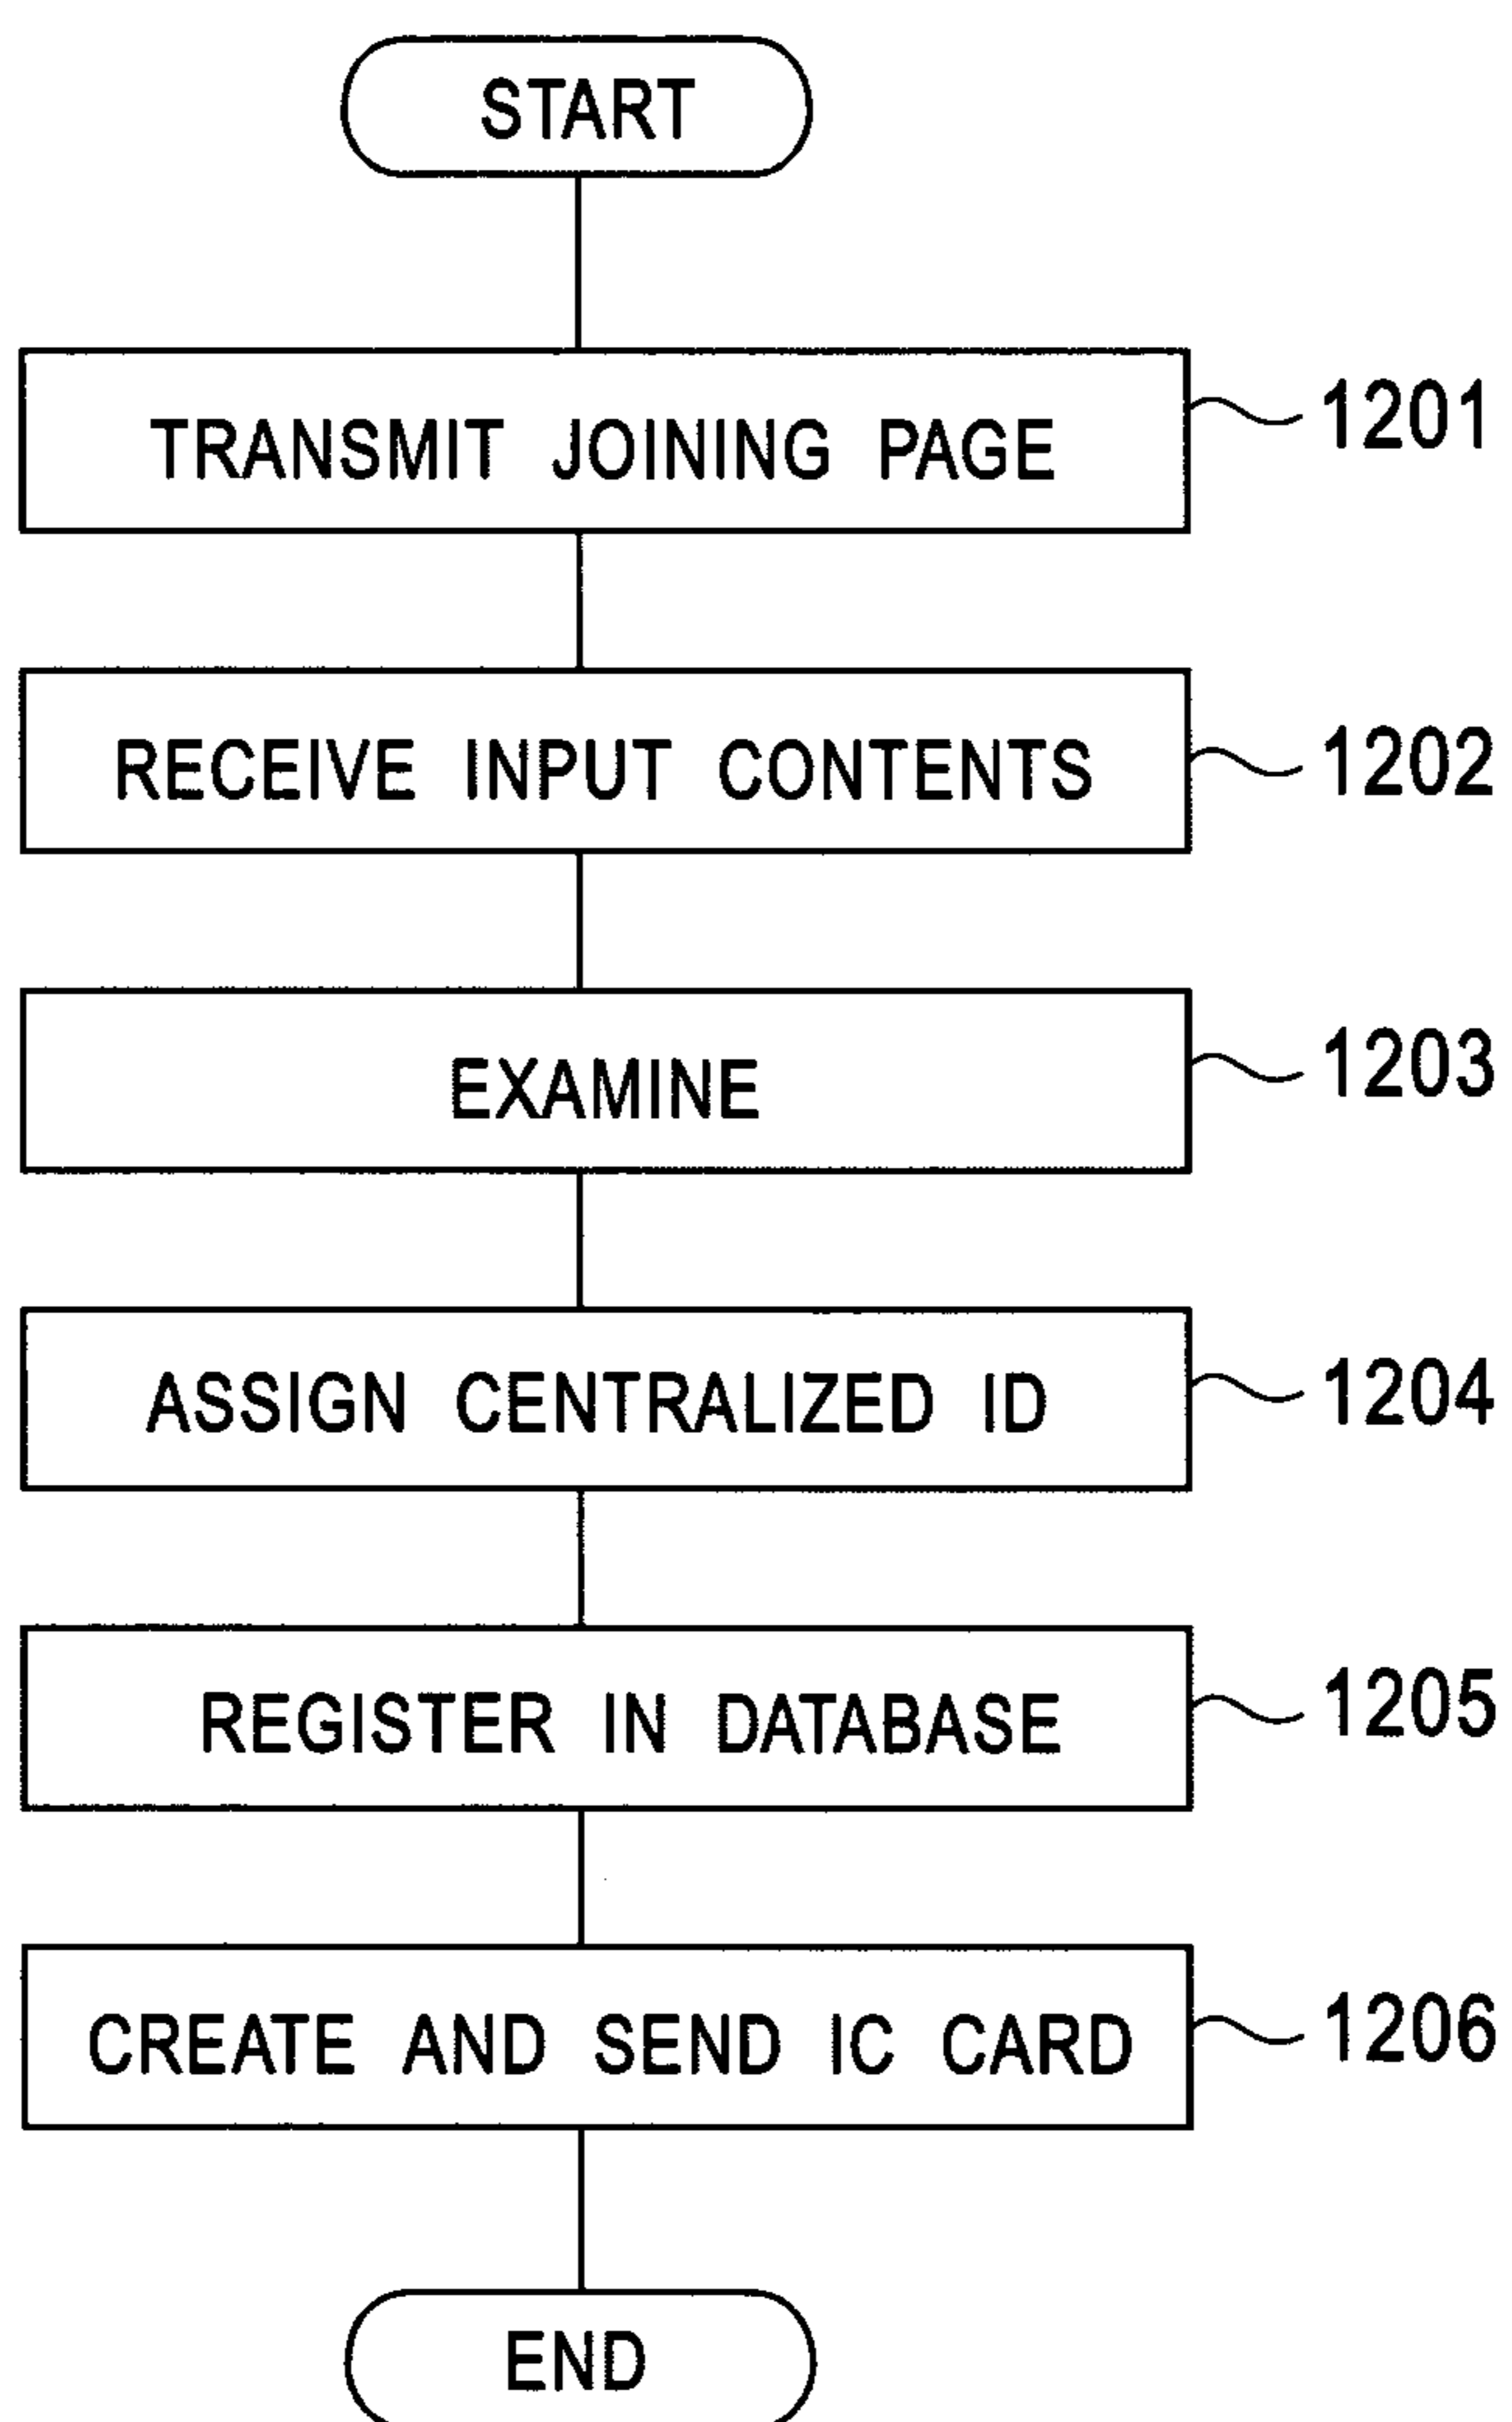 START
TRANSMIT JOINING PAGE 1201
RECEIVE INPUT CONTENTS 1202
EXAMINE 1203
ASSIGN CENTRALIZED ID 1204
REGISTER IN DATABASE 1205
CREATE AND SEND IC CARD 1206
END